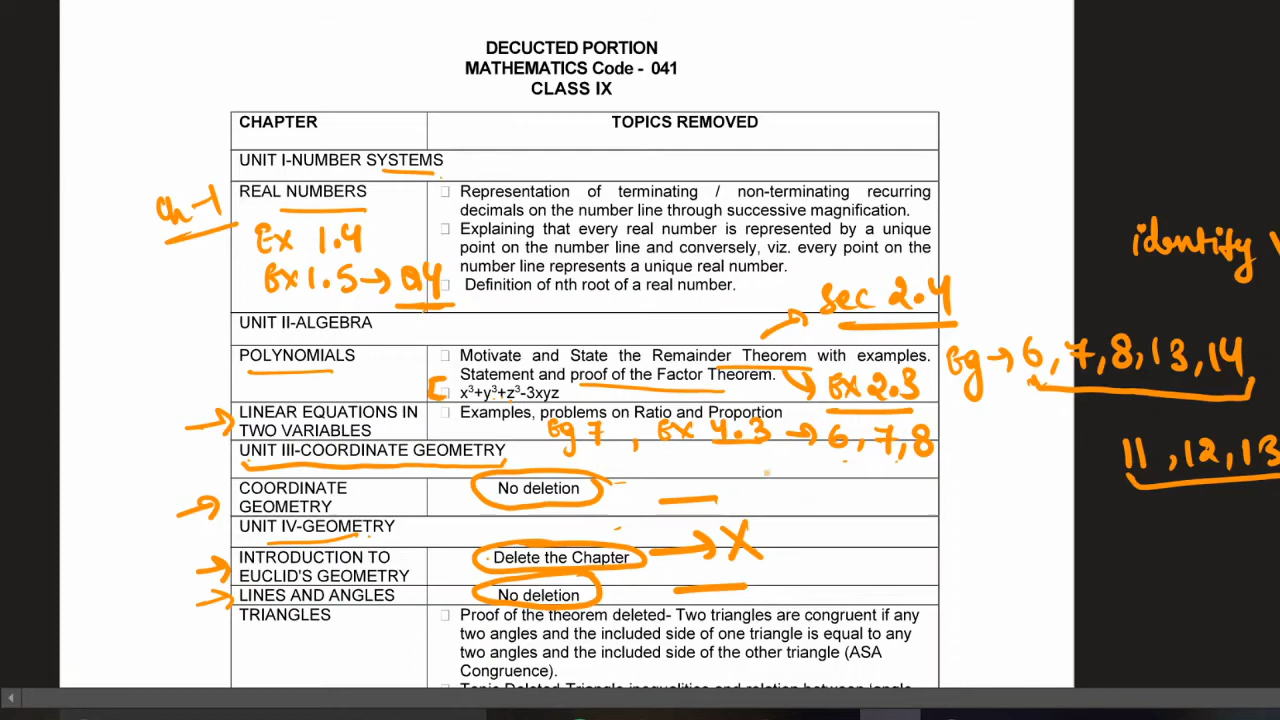 DECUCTED PORTION
MATHEMATICS Code - 041
CLASS IX
CHAPTER
TOPICS REMOVED
UNIT I-NUMBER SYSTEMS
Ch-1
REAL NUMBERS
Ex 1.4
Ex 1.5 → Q4
Representation of terminating / non-terminating recurring
decimals on the number line through successive magnification.
Explaining that every real number is represented by a unique
point on the number line and conversely, viz. every point on the
number line represents a unique real number.
Definition of nth root of a real number.
identify
Sec 2.4
UNIT II-ALGEBRA
POLYNOMIALS
Motivate and State the Remainder Theorem with examples.
Statement and proof of the Factor Theorem.
x³+y³+z³-3xyz
Ex 2.3
Eg → 6, 7, 8, 13, 14
11, 12, 13
LINEAR EQUATIONS IN
TWO VARIABLES
Examples, problems on Ratio and Proportion
Eg 7, Ex 4.3 → 6, 7, 8
UNIT III-COORDINATE GEOMETRY
COORDINATE
GEOMETRY
No deletion
UNIT IV-GEOMETRY
INTRODUCTION TO
EUCLID'S GEOMETRY
Delete the Chapter → X
LINES AND ANGLES
No deletion
TRIANGLES
Proof of the theorem deleted- Two triangles are congruent if any
two angles and the included side of one triangle is equal to any
two angles and the included side of the other triangle (ASA
Congruence).
Topic Deleted-Triangle inequalities and relation between 'angle